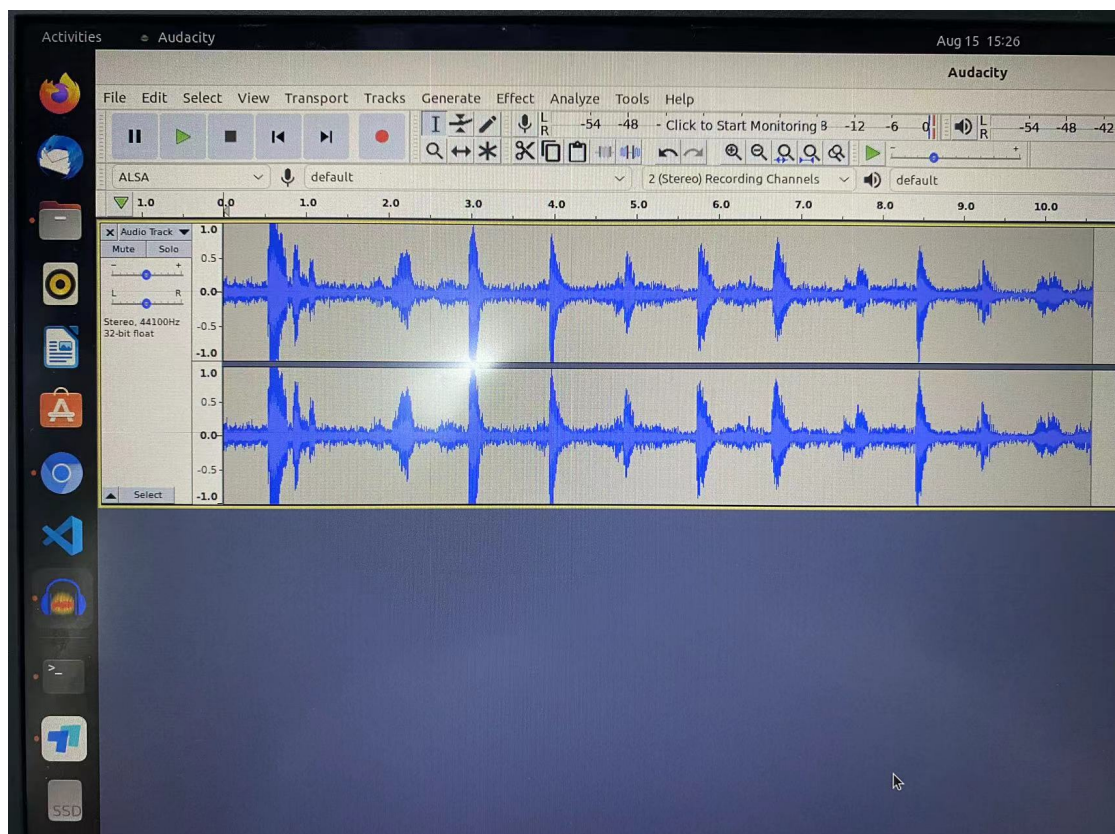 Activities
Audacity
Aug 15 15:26
Audacity
File Edit Select View Transport Tracks Generate Effect Analyze Tools Help
L
R
-54 -48 - Click to Start Monitoring 8 -12 -6 0
L
R
-54 -48 -42
ALSA
default
2 (Stereo) Recording Channels
default
1.0 0.0 1.0 2.0 3.0 4.0 5.0 6.0 7.0 8.0 9.0 10.0
Audio Track
Mute Solo
- +
L R
Stereo, 44100Hz
32-bit float
Select
1.0
0.5-
0.0-
-0.5-
-1.0
1.0
0.5-
0.0-
-0.5-
-1.0
>_
SSD